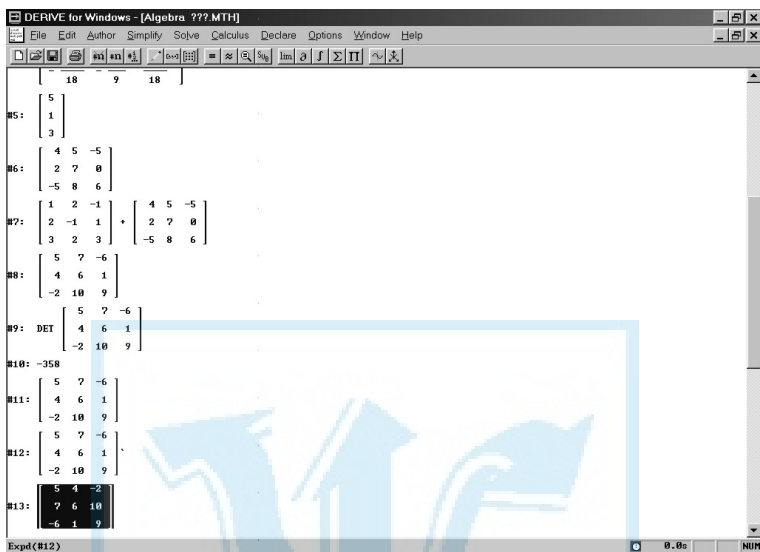 DERIVE for Windows - [Algebra ???.MTH]
File Edit Author Simplify Solve Calculus Declare Options Window Help
18 9 18
#5: [ 5
1
3 ]
#6: [ 4 5 -5
2 7 0
-5 8 6 ]
#7: [ 1 2 -1 4 5 -5
2 -1 1 + 2 7 0
3 2 3 -5 8 6 ]
#8: [ 5 7 -6
4 6 1
-2 10 9 ]
#9: DET [ 5 7 -6
4 6 1
-2 10 9 ]
#10: -358
#11: [ 5 7 -6
4 6 1
-2 10 9 ]
#12: [ 5 7 -6
4 6 1
-2 10 9 ]`
#13: [ 5 4 -2
7 6 10
-6 1 9 ]
Expd(#12) 0.0s NUM